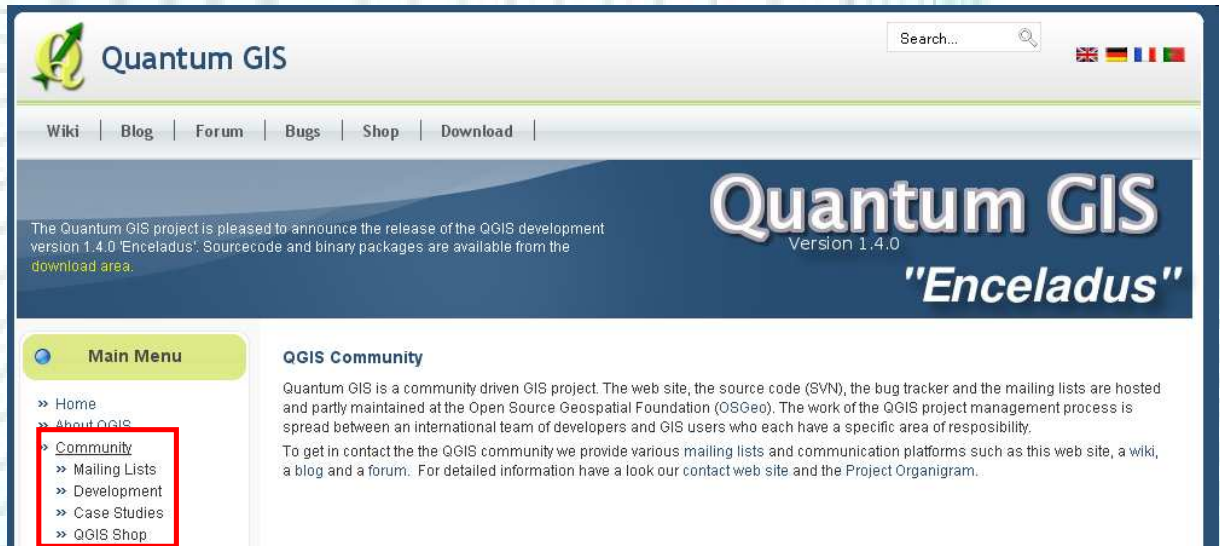 Quantum GIS
Search...
Wiki | Blog | Forum | Bugs | Shop | Download |
The Quantum GIS project is pleased to announce the release of the QGIS development
version 1.4.0 'Enceladus'. Sourcecode and binary packages are available from the
download area.
Quantum GIS
Version 1.4.0
"Enceladus"
Main Menu
» Home
» About QGIS
» Community
» Mailing Lists
» Development
» Case Studies
» QGIS Shop
QGIS Community
Quantum GIS is a community driven GIS project. The web site, the source code (SVN), the bug tracker and the mailing lists are hosted
and partly maintained at the Open Source Geospatial Foundation (OSGeo). The work of the QGIS project management process is
spread between an international team of developers and GIS users who each have a specific area of resposibility.
To get in contact the the QGIS community we provide various mailing lists and communication platforms such as this web site, a wiki,
a blog and a forum. For detailed information have a look our contact web site and the Project Organigram.